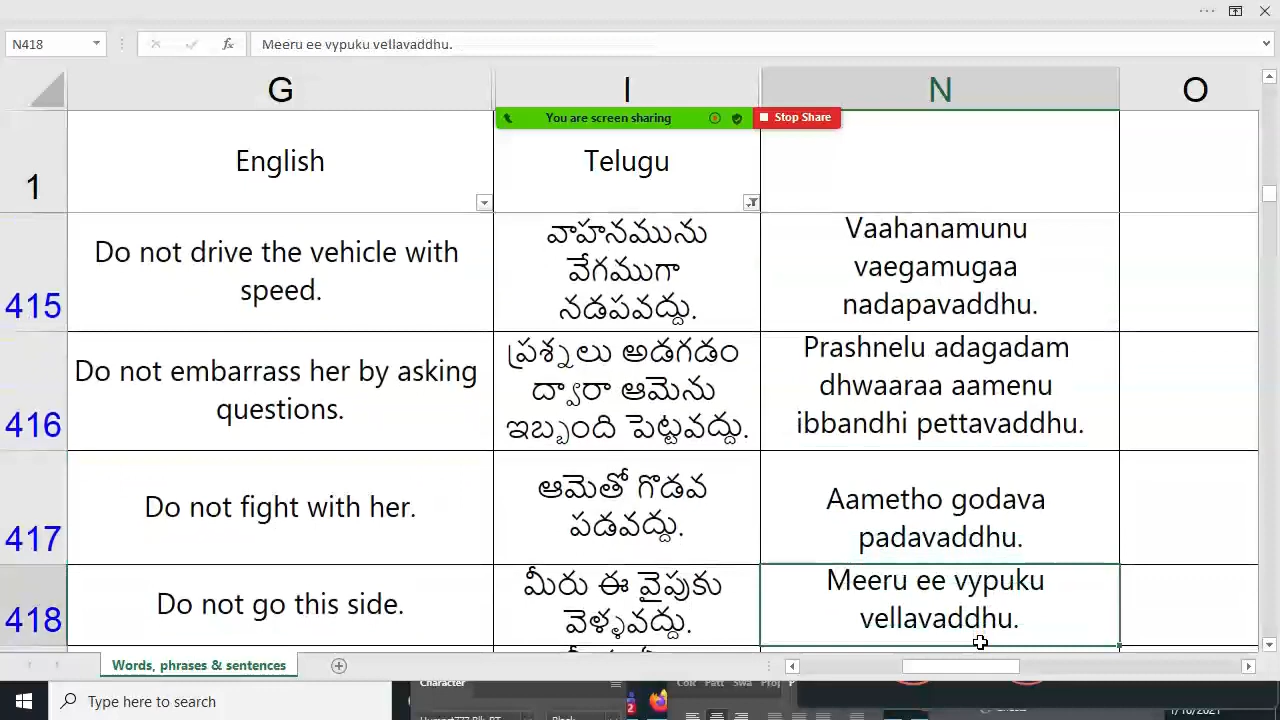 N418
fx
Meeru ee vypuku vellavaddhu.
G
I
N
O
You are screen sharing
Stop Share
1
English
Telugu
415
Do not drive the vehicle with
speed.
వాహనమును
వేగముగా
నడపవద్దు.
Vaahanamunu
vaegamugaa
nadapavaddhu.
416
Do not embarrass her by asking
questions.
ప్రశ్నలు అడగడం
ద్వారా ఆమెను
ఇబ్బంది పెట్టవద్దు.
Prashnelu adagadam
dhwaaraa aamenu
ibbandhi pettavaddhu.
417
Do not fight with her.
ఆమెతో గొడవ
పడవద్దు.
Aametho godava
padavaddhu.
418
Do not go this side.
మీరు ఈ వైపుకు
వెళ్ళవద్దు.
Meeru ee vypuku
vellavaddhu.
Words, phrases & sentences
Type here to search
Character